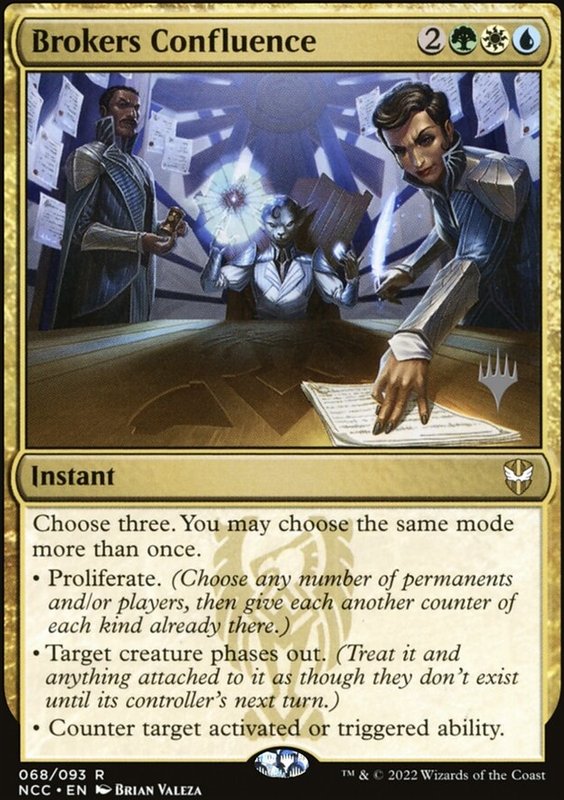 Brokers Confluence 2
Instant
Choose three. You may choose the same mode
more than once.
• Proliferate. (Choose any number of permanents
and/or players, then give each another counter of
each kind already there.)
• Target creature phases out. (Treat it and
anything attached to it as though they don't exist
until its controller's next turn.)
• Counter target activated or triggered ability.
068/093 R
NCC • EN Brian Valeza
™ & © 2022 Wizards of the Coast